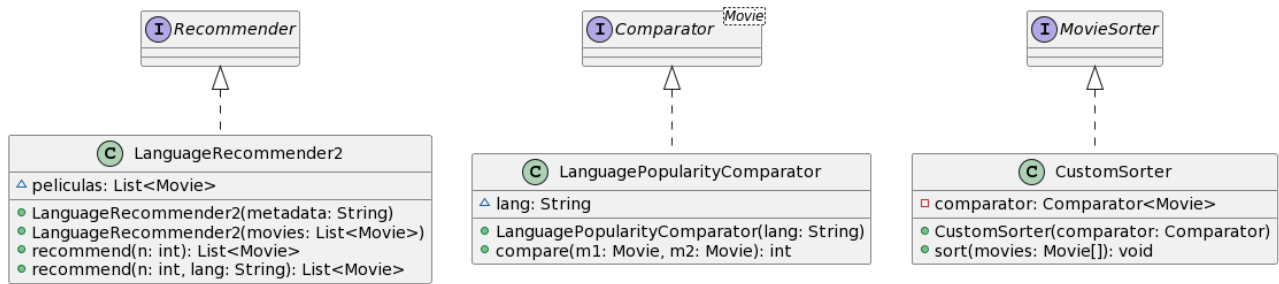 I Recommender
C LanguageRecommender2
peliculas: List<Movie>
LanguageRecommender2(metadata: String)
LanguageRecommender2(movies: List<Movie>)
recommend(n: int): List<Movie>
recommend(n: int, lang: String): List<Movie>
I Comparator
Movie
C LanguagePopularityComparator
lang: String
LanguagePopularityComparator(lang: String)
compare(m1: Movie, m2: Movie): int
I MovieSorter
C CustomSorter
comparator: Comparator<Movie>
CustomSorter(comparator: Comparator)
sort(movies: Movie[]): void